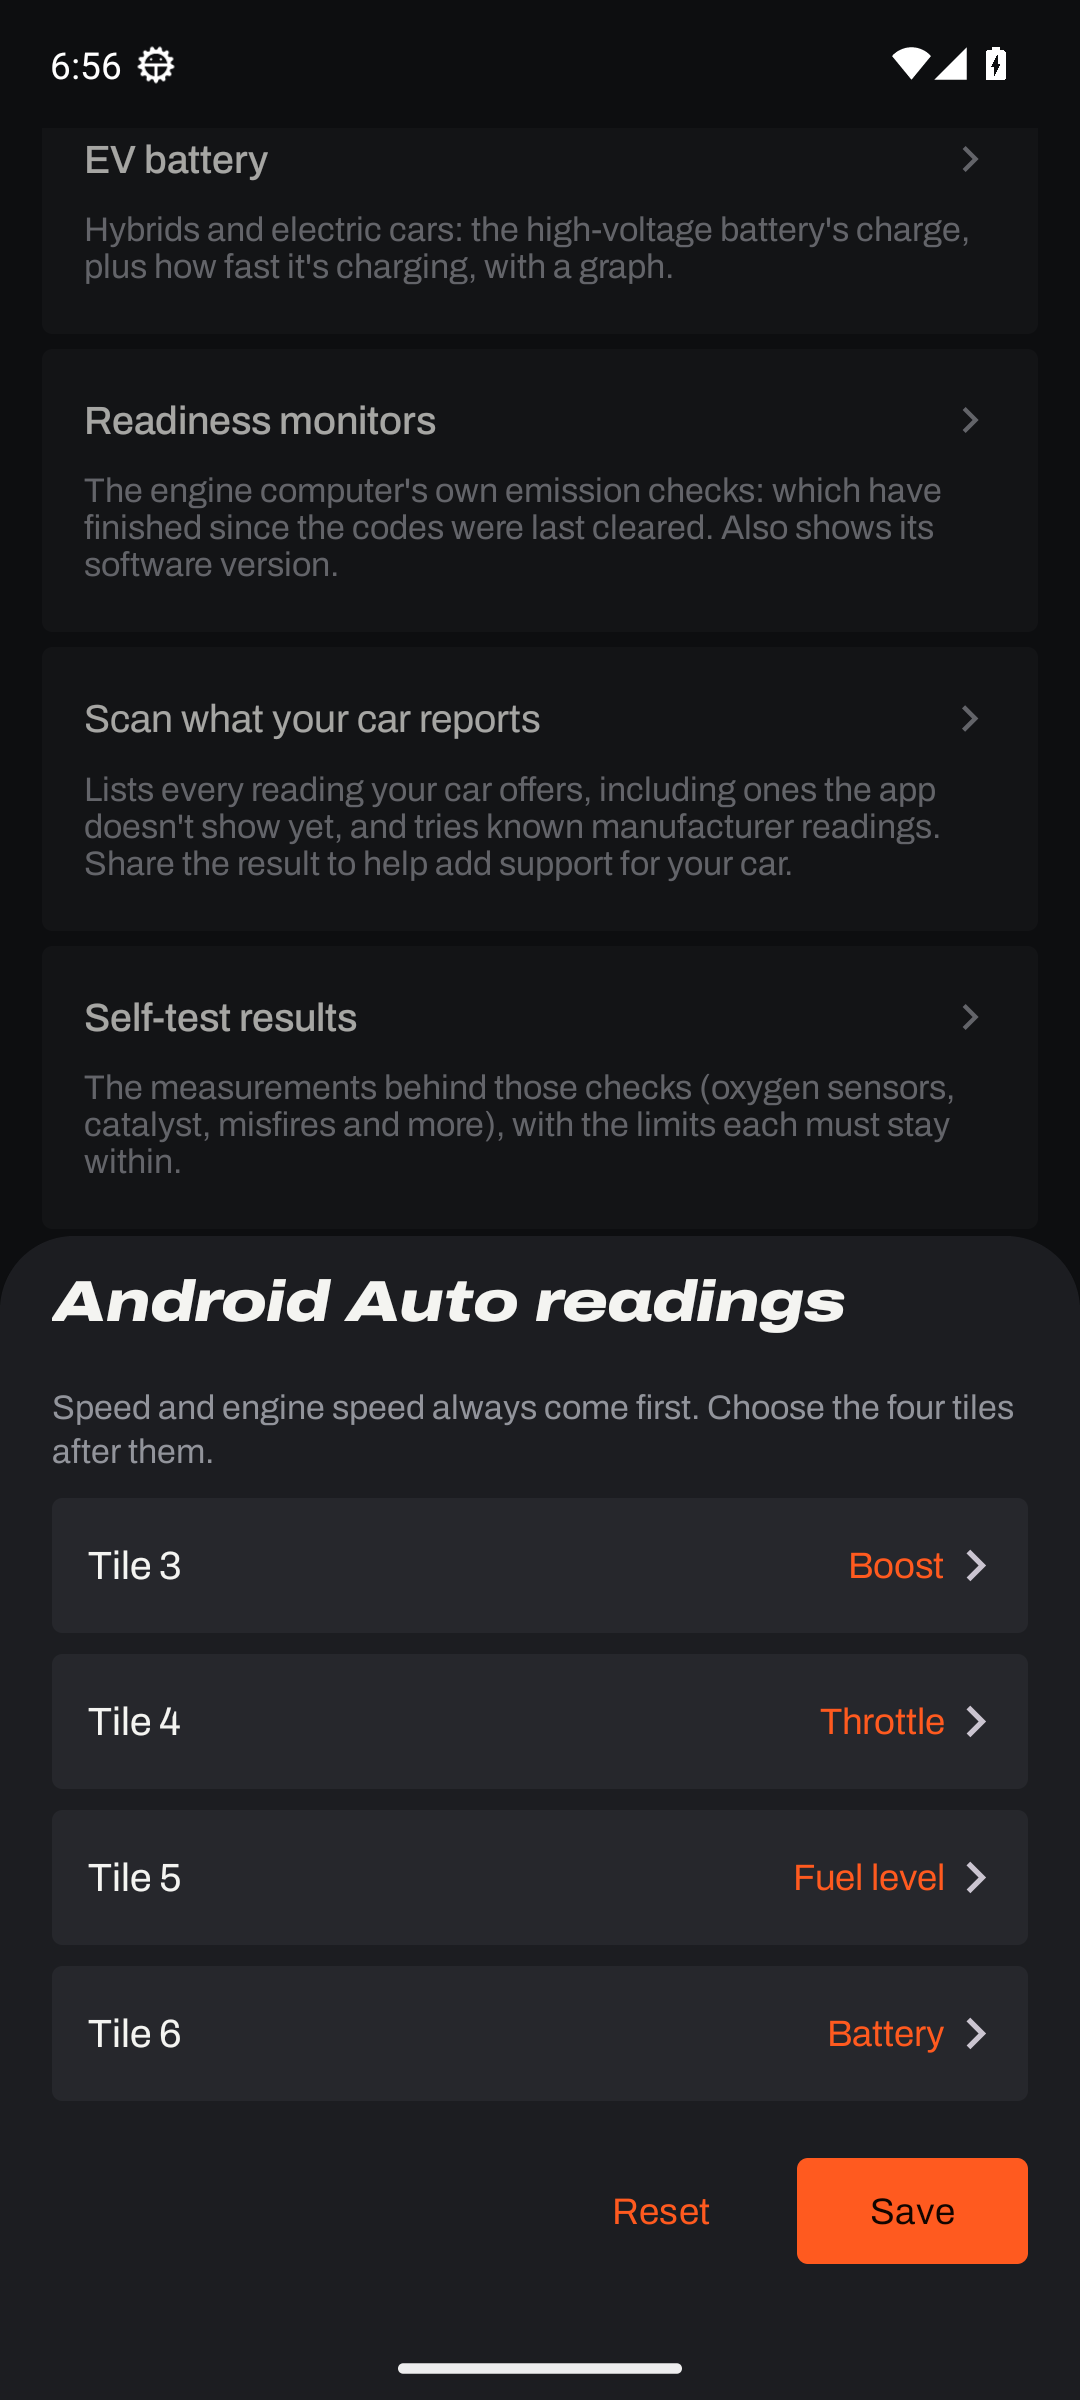 6:56
EV battery
Hybrids and electric cars: the high-voltage battery's charge,
plus how fast it's charging, with a graph.
Readiness monitors
The engine computer's own emission checks: which have
finished since the codes were last cleared. Also shows its
software version.
Scan what your car reports
Lists every reading your car offers, including ones the app
doesn't show yet, and tries known manufacturer readings.
Share the result to help add support for your car.
Self-test results
The measurements behind those checks (oxygen sensors,
catalyst, misfires and more), with the limits each must stay
within.
Android Auto readings
Speed and engine speed always come first. Choose the four tiles
after them.
Tile 3 Boost
Tile 4 Throttle
Tile 5 Fuel level
Tile 6 Battery
Reset Save